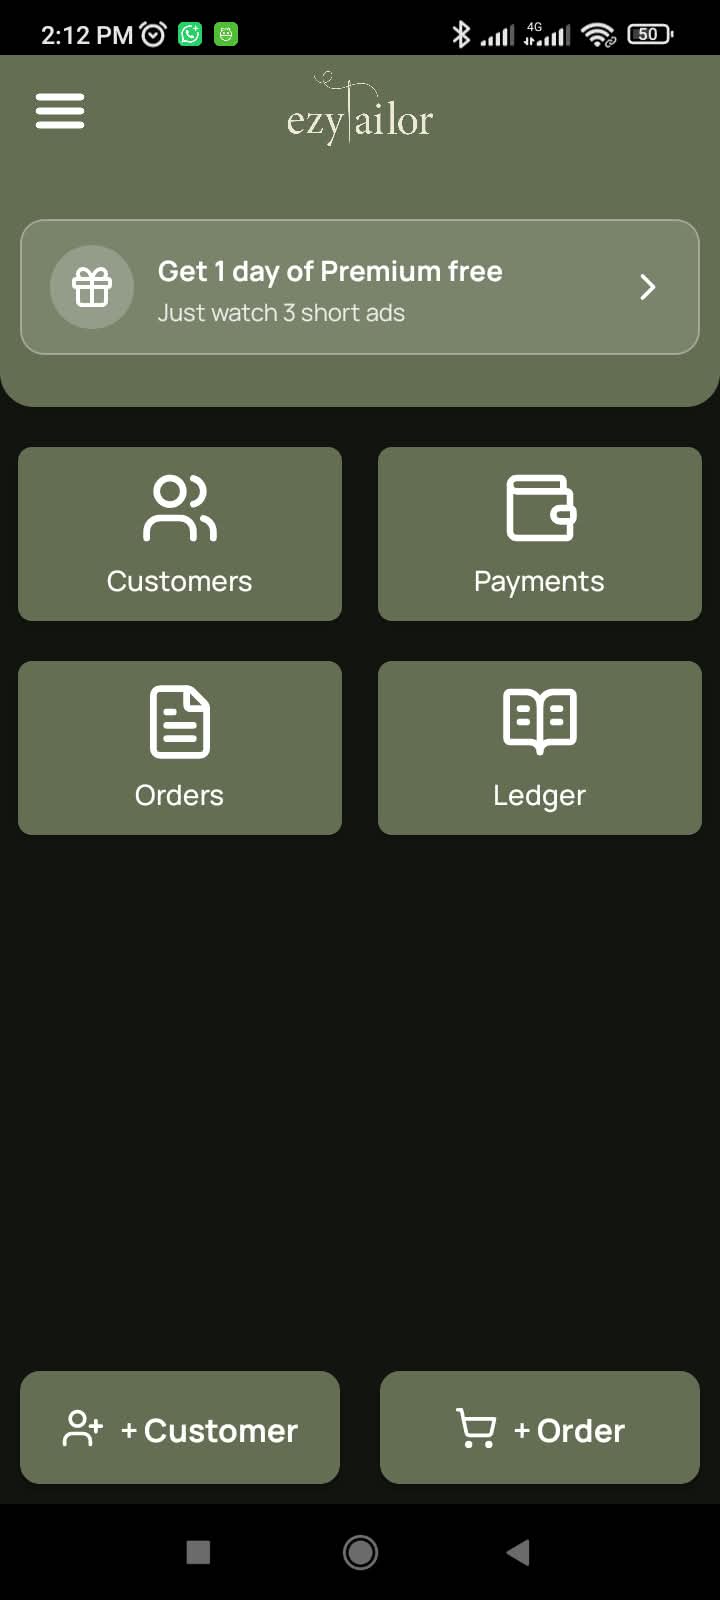 2:12 PM
4G
50
ezyTailor
Get 1 day of Premium free
Just watch 3 short ads
Customers
Payments
Orders
Ledger
+ Customer
+ Order